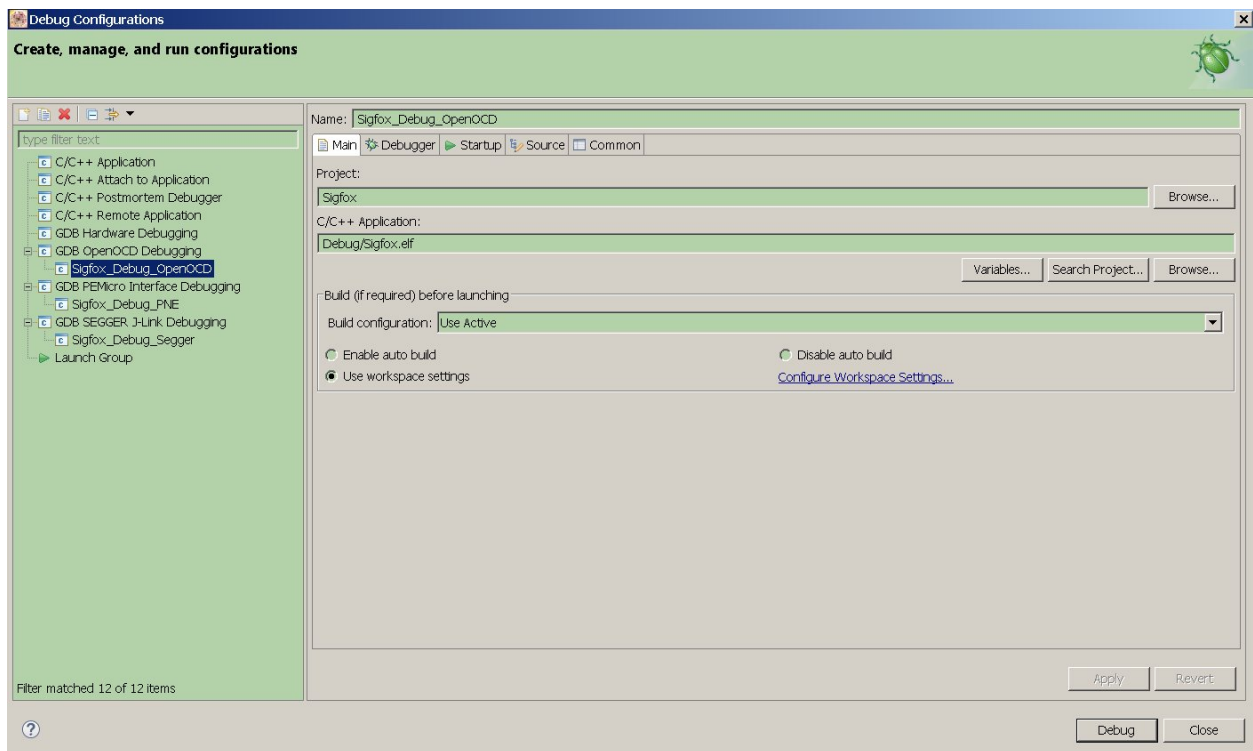 Debug Configurations
Create, manage, and run configurations
type filter text
C/C++ Application
C/C++ Attach to Application
C/C++ Postmortem Debugger
C/C++ Remote Application
GDB Hardware Debugging
GDB OpenOCD Debugging
Sigfox_Debug_OpenOCD
GDB PEMicro Interface Debugging
Sigfox_Debug_PNE
GDB SEGGER J-Link Debugging
Sigfox_Debug_Segger
Launch Group
Filter matched 12 of 12 items
Name: Sigfox_Debug_OpenOCD
Main Debugger Startup Source Common
Project:
Sigfox Browse...
C/C++ Application:
Debug/Sigfox.elf
Variables... Search Project... Browse...
Build (if required) before launching
Build configuration: Use Active
Enable auto build Disable auto build
Use workspace settings Configure Workspace Settings...
Apply Revert
? Debug Close